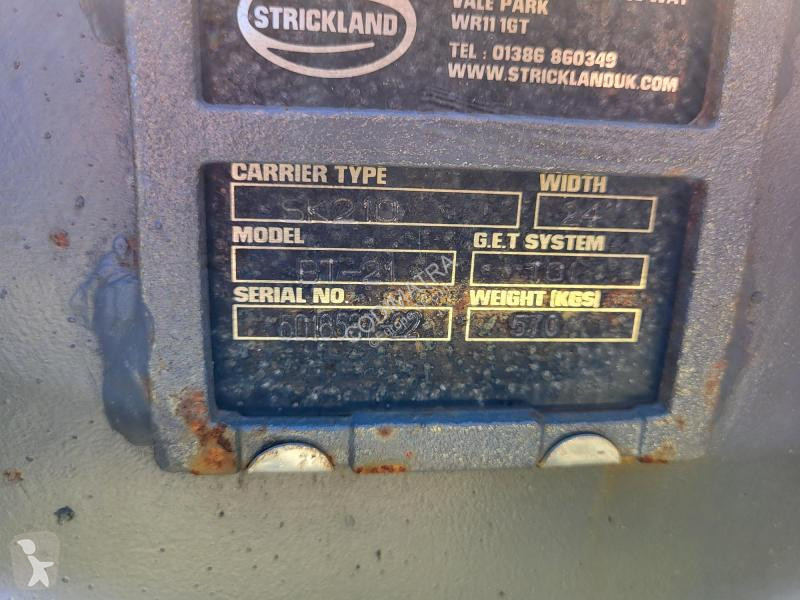 STRICKLAND
VALE PARK
WR11 1GT
TEL : 01386 860349
WWW.STRICKLANDUK.COM
CARRIER TYPE WIDTH
SK210 24
MODEL G.E.T SYSTEM
BT-21
SERIAL NO. WEIGHT (KGS)
570